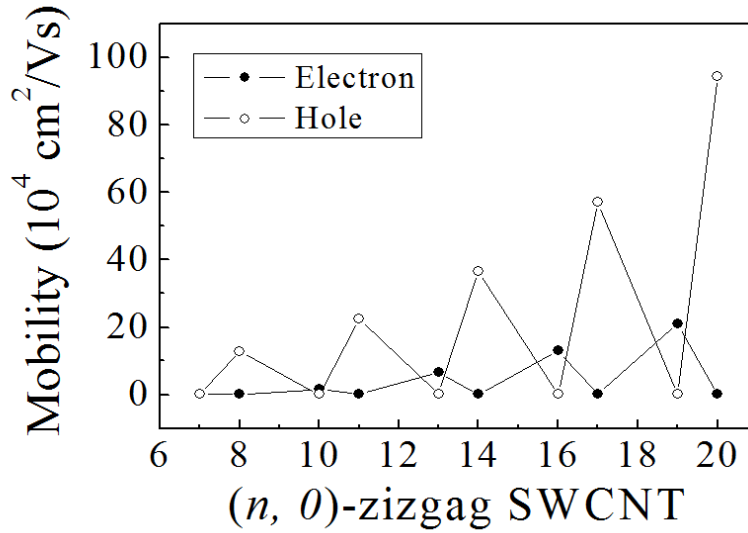 Mobility (10⁴ cm²/Vs)
100
80
60
40
20
0
Electron
Hole
6 8 10 12 14 16 18 20
(n, 0)-zizgag SWCNT